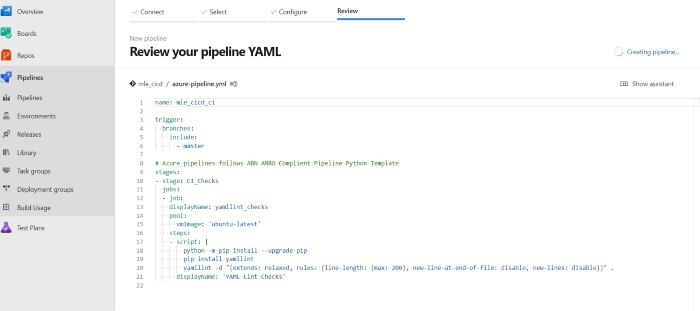 Overview
Boards
Repos
Pipelines
Pipelines
Environments
Releases
Library
Task groups
Deployment groups
Build Usage
Test Plans
Connect
Select
Configure
Review
New pipeline
Review your pipeline YAML
Creating pipeline...
mle_cicd / azure-pipeline.yml
Show assistant
1 name: mle_cicd_ci
2
3 trigger:
4 branches:
5 include:
6 - master
7
8 # Azure pipelines follows ABN AMRO Complient Pipeline Python Template
9 stages:
10 - stage: CI_Checks
11 jobs:
12 - job:
13 displayName: yamllint_checks
14 pool:
15 vmImage: 'ubuntu-latest'
16 steps:
17 - script: |
18 python -m pip install --upgrade pip
19 pip install yamllint
20 yamllint -d "{extends: relaxed, rules: {line-length: {max: 200}, new-line-at-end-of-file: disable, new-lines: disable}}" .
21 displayName: 'YAML Lint Checks'
22